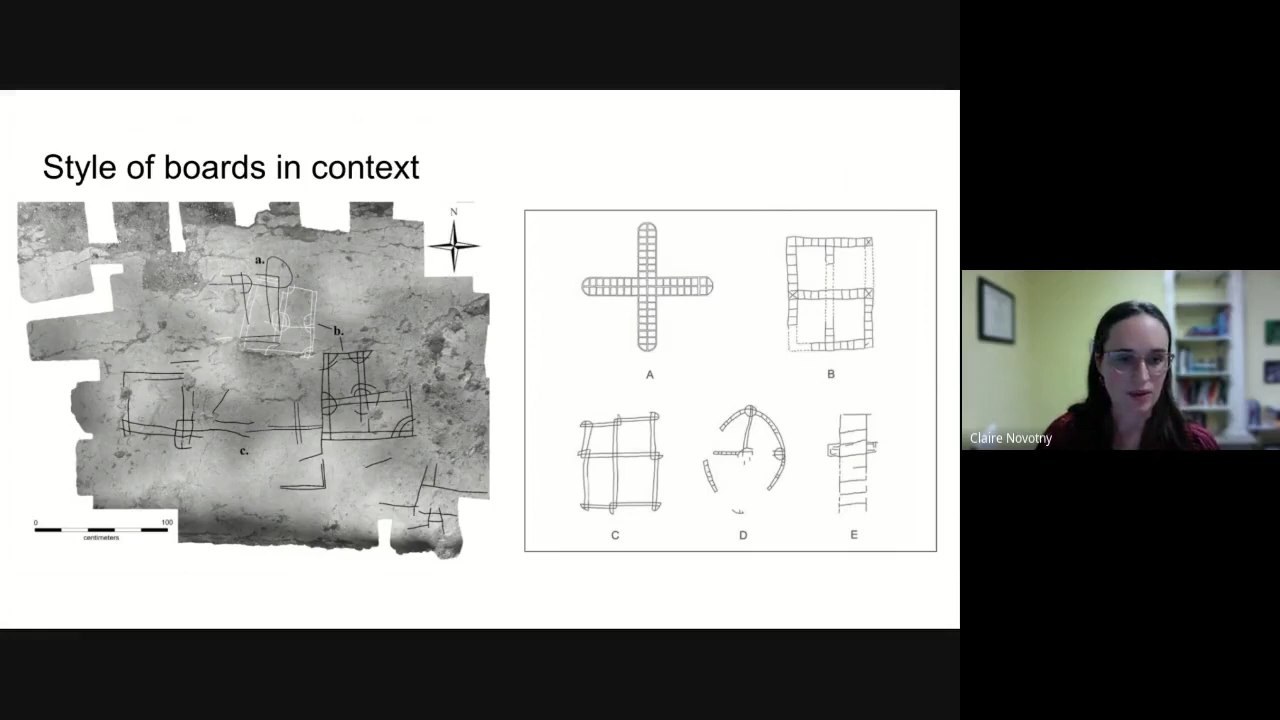 Style of boards in context
N
a.
b.
c.
0 100
centimeters
A B
C D E
Claire Novotny